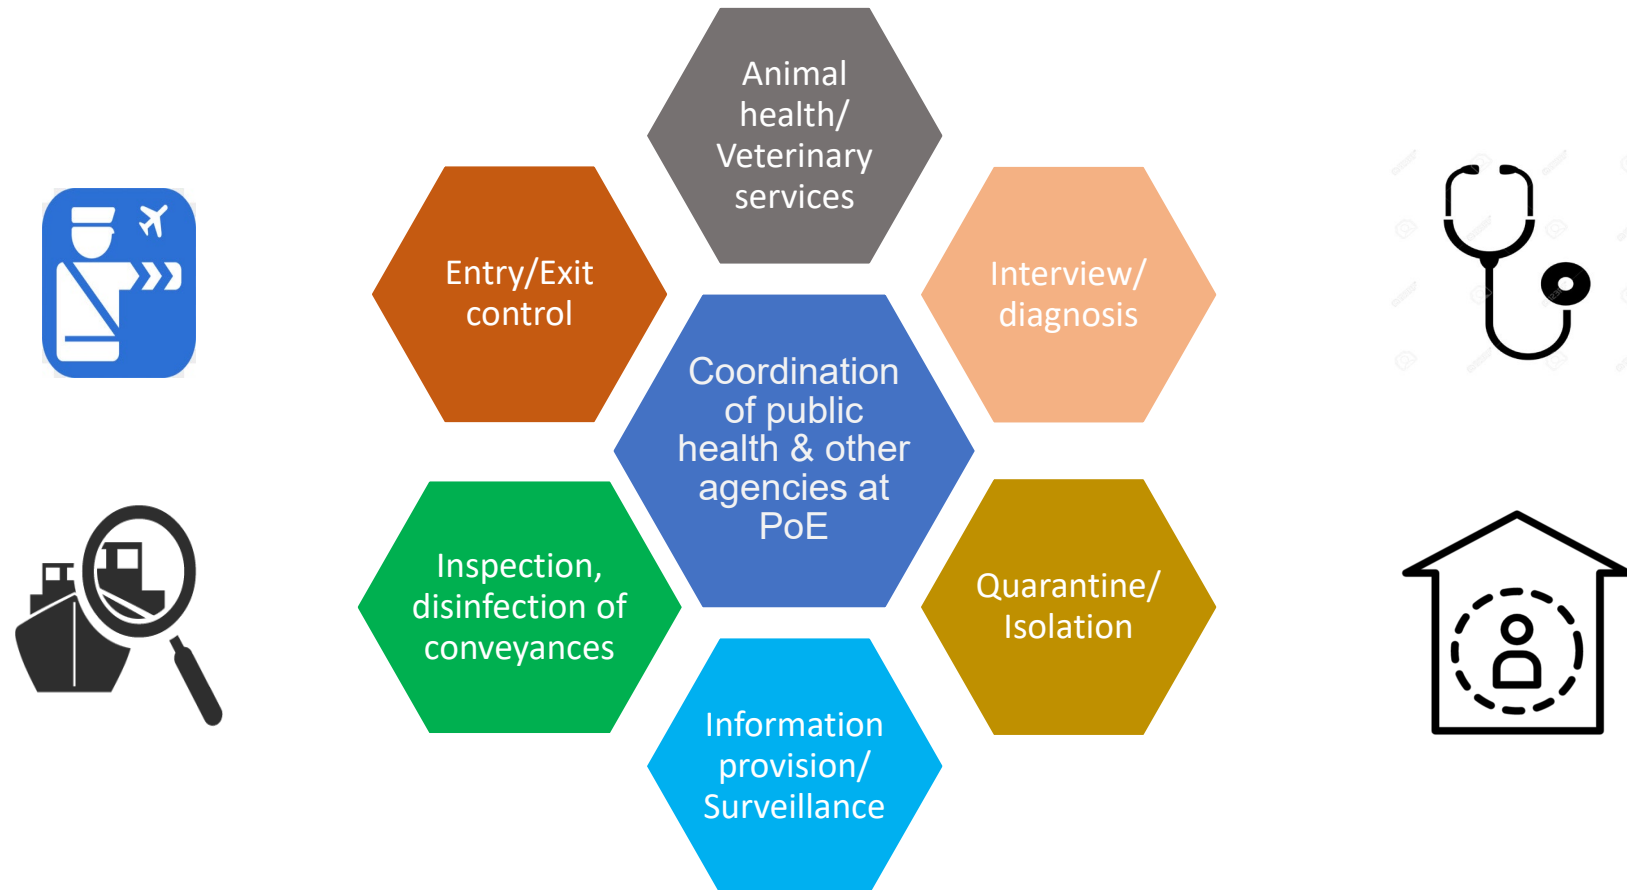 Animal
health/
Veterinary
services
Entry/Exit
control
Interview/
diagnosis
Coordination
of public
health & other
agencies at
PoE
Inspection,
disinfection of
conveyances
Quarantine/
Isolation
Information
provision/
Surveillance